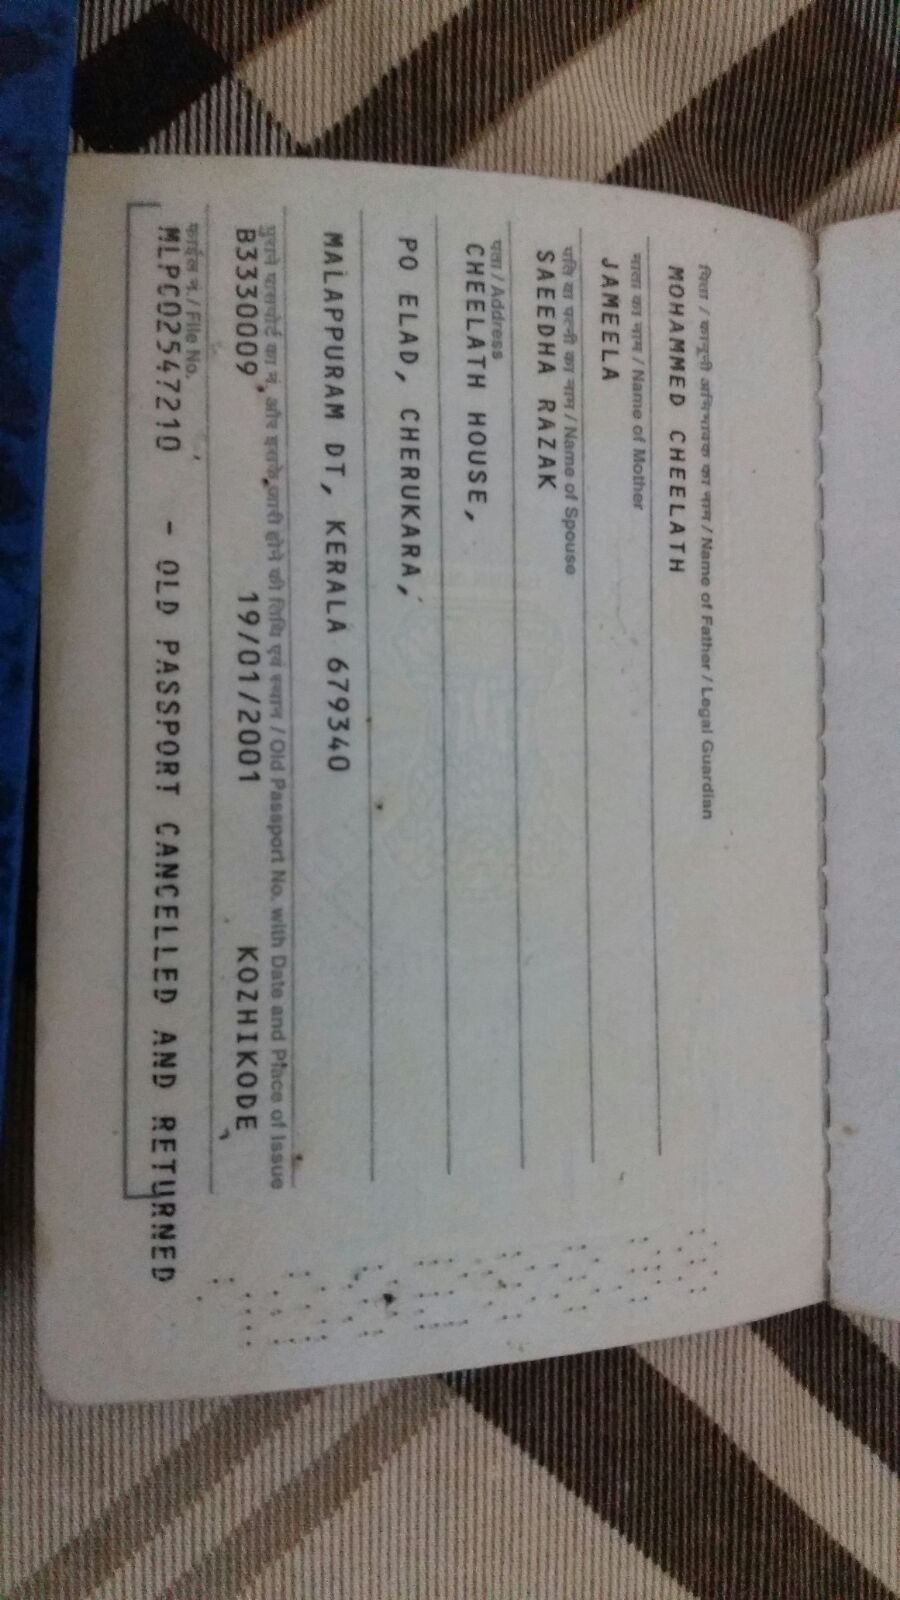 पिता / कानूनी अभिभावक का नाम / Name of Father / Legal Guardian
MOHAMMED CHEELATH
माता का नाम / Name of Mother
JAMEELA
पति या पत्नी का नाम / Name of Spouse
SAEEDHA RAZAK
पता / Address
CHEELATH HOUSE,
PO ELAD, CHERUKARA,
MALAPPURAM DT, KERALA 679340
पुराने पासपोर्ट का नं. और इसके जारी होने की तिथि एवं स्थान / Old Passport No. with Date and Place of Issue
B3330009 19/01/2001 KOZHIKODE
फाईल नं. / File No.
MLPC02547210 - OLD PASSPORT CANCELLED AND RETURNED